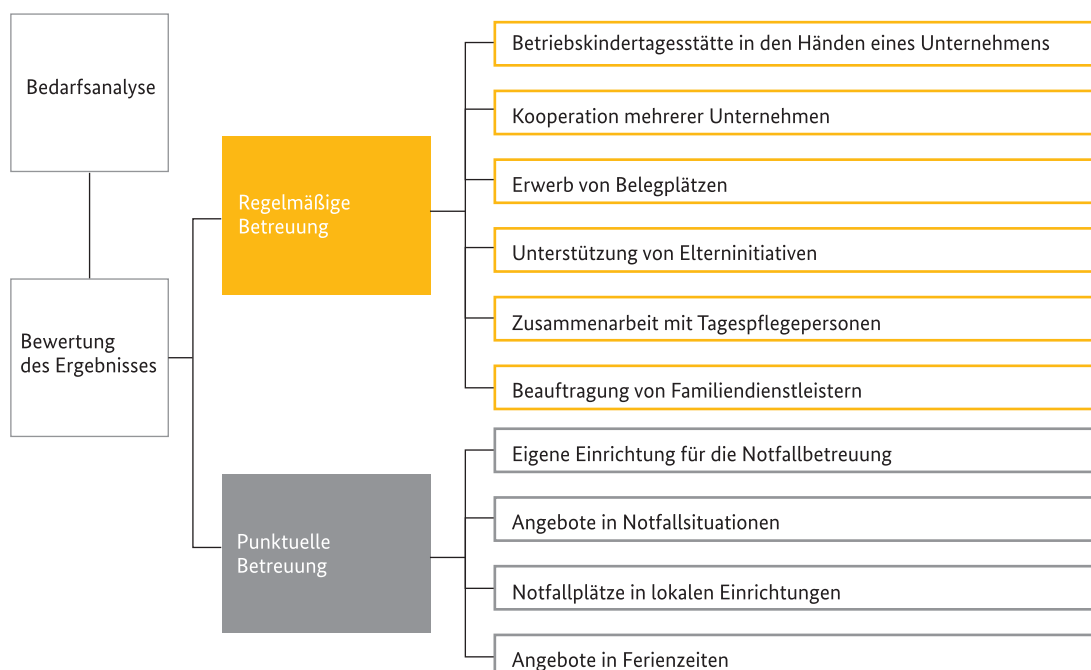 Bedarfsanalyse
Bewertung
des Ergebnisses
Regelmäßige
Betreuung
Betriebskindertagesstätte in den Händen eines Unternehmens
Kooperation mehrerer Unternehmen
Erwerb von Belegplätzen
Unterstützung von Elterninitiativen
Zusammenarbeit mit Tagespflegepersonen
Beauftragung von Familiendienstleistern
Punktuelle
Betreuung
Eigene Einrichtung für die Notfallbetreuung
Angebote in Notfallsituationen
Notfallplätze in lokalen Einrichtungen
Angebote in Ferienzeiten